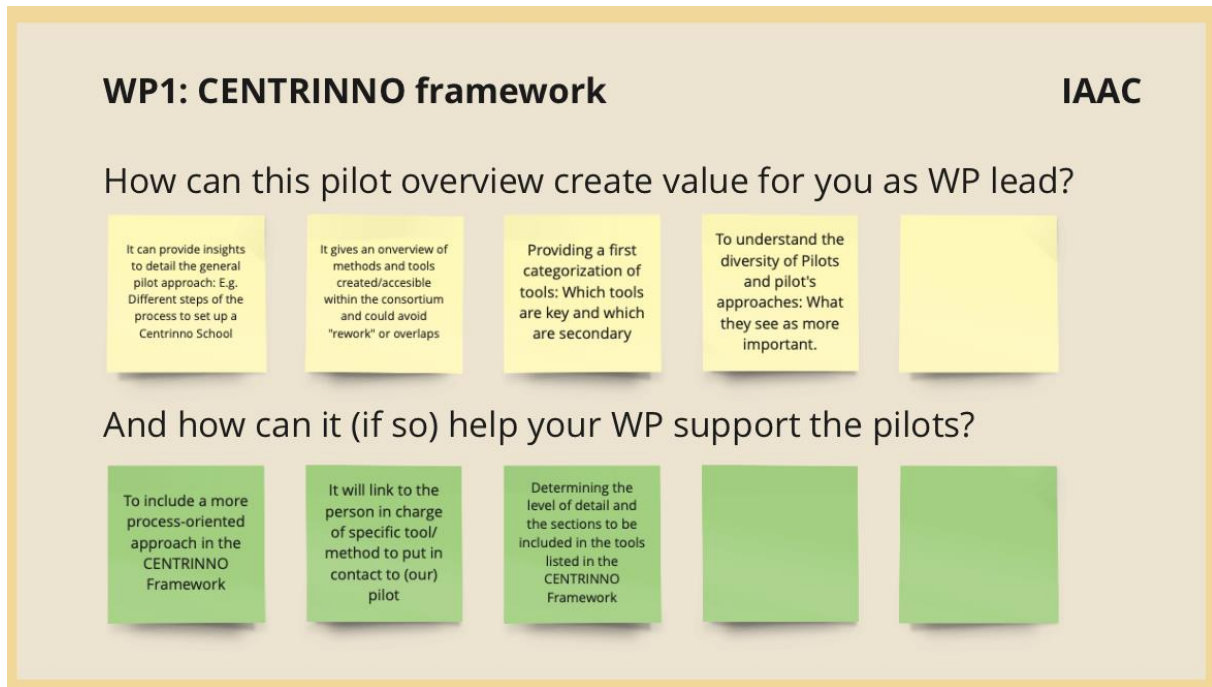 WP1: CENTRINNO framework
IAAC
How can this pilot overview create value for you as WP lead?
It can provide insights
to detail the general
pilot approach: E.g.
Different steps of the
process to set up a
Centrinno School
It gives an onverview of
methods and tools
created/accesible
within the consortium
and could avoid
"rework" or overlaps
Providing a first
categorization of
tools: Which tools
are key and which
are secondary
To understand the
diversity of Pilots
and pilot's
approaches: What
they see as more
important.
And how can it (if so) help your WP support the pilots?
To include a more
process-oriented
approach in the
CENTRINNO
Framework
It will link to the
person in charge
of specific tool/
method to put in
contact to (our)
pilot
Determining the
level of detail and
the sections to be
included in the tools
listed in the
CENTRINNO
Framework